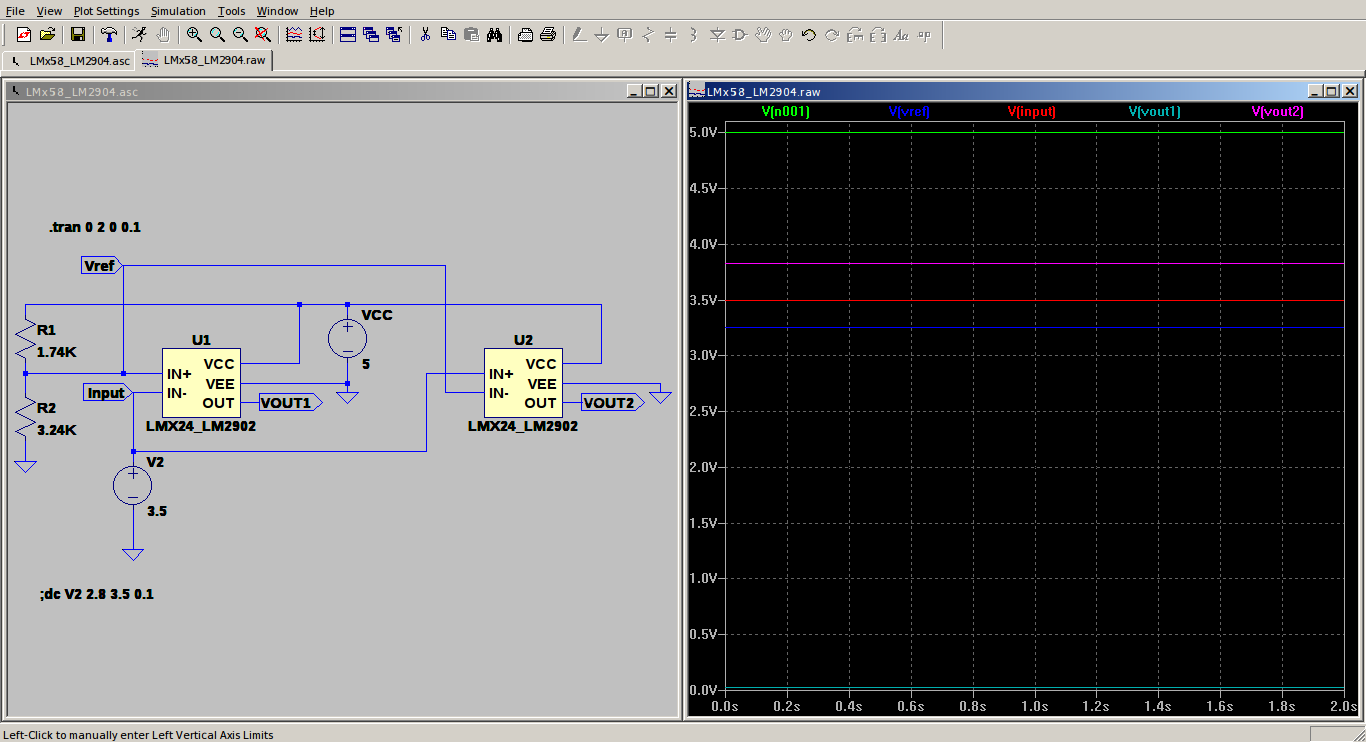 File View Plot Settings Simulation Tools Window Help
LMx58_LM2904.asc LMx58_LM2904.raw
LMx58_LM2904.asc
.tran 0 2 0 0.1
Vref
R1
1.74K
R2
3.24K
Input
U1
IN+
IN-
VCC
VEE
OUT
LMX24_LM2902
VOUT1
VCC
5
V2
3.5
U2
IN+
IN-
VCC
VEE
OUT
LMX24_LM2902
VOUT2
;dc V2 2.8 3.5 0.1
LMx58_LM2904.raw
V(n001) V(vref) V(input) V(vout1) V(vout2)
5.0V
4.5V
4.0V
3.5V
3.0V
2.5V
2.0V
1.5V
1.0V
0.5V
0.0V
0.0s 0.2s 0.4s 0.6s 0.8s 1.0s 1.2s 1.4s 1.6s 1.8s 2.0s
Left-Click to manually enter Left Vertical Axis Limits